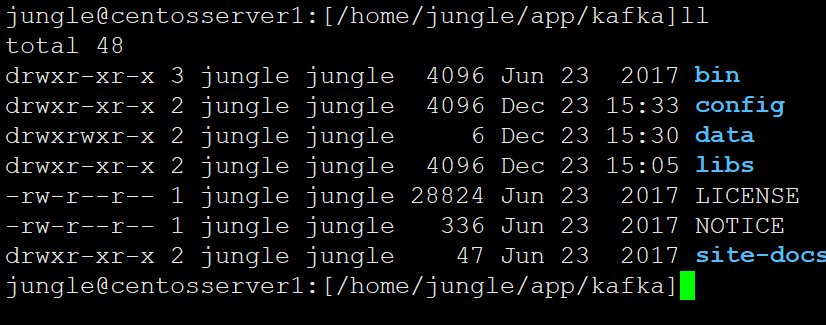 jungle@centosserver1:[/home/jungle/app/kafka]ll
total 48
drwxr-xr-x 3 jungle jungle  4096 Jun 23  2017 bin
drwxr-xr-x 2 jungle jungle  4096 Dec 23 15:33 config
drwxrwxr-x 2 jungle jungle     6 Dec 23 15:30 data
drwxr-xr-x 2 jungle jungle  4096 Dec 23 15:05 libs
-rw-r--r-- 1 jungle jungle 28824 Jun 23  2017 LICENSE
-rw-r--r-- 1 jungle jungle   336 Jun 23  2017 NOTICE
drwxr-xr-x 2 jungle jungle    47 Jun 23  2017 site-docs
jungle@centosserver1:[/home/jungle/app/kafka]